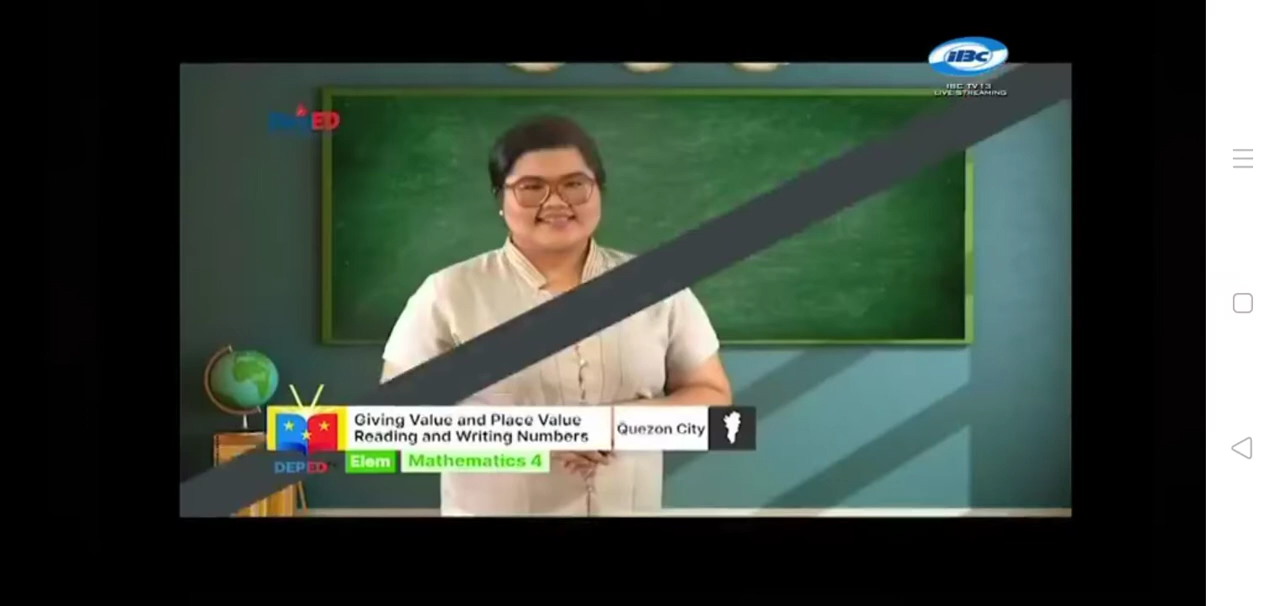 iBC
IBC TV13
LIVE STREAMING
DepED
Giving Value and Place Value
Reading and Writing Numbers
Quezon City
DEPED
Elem
Mathematics 4